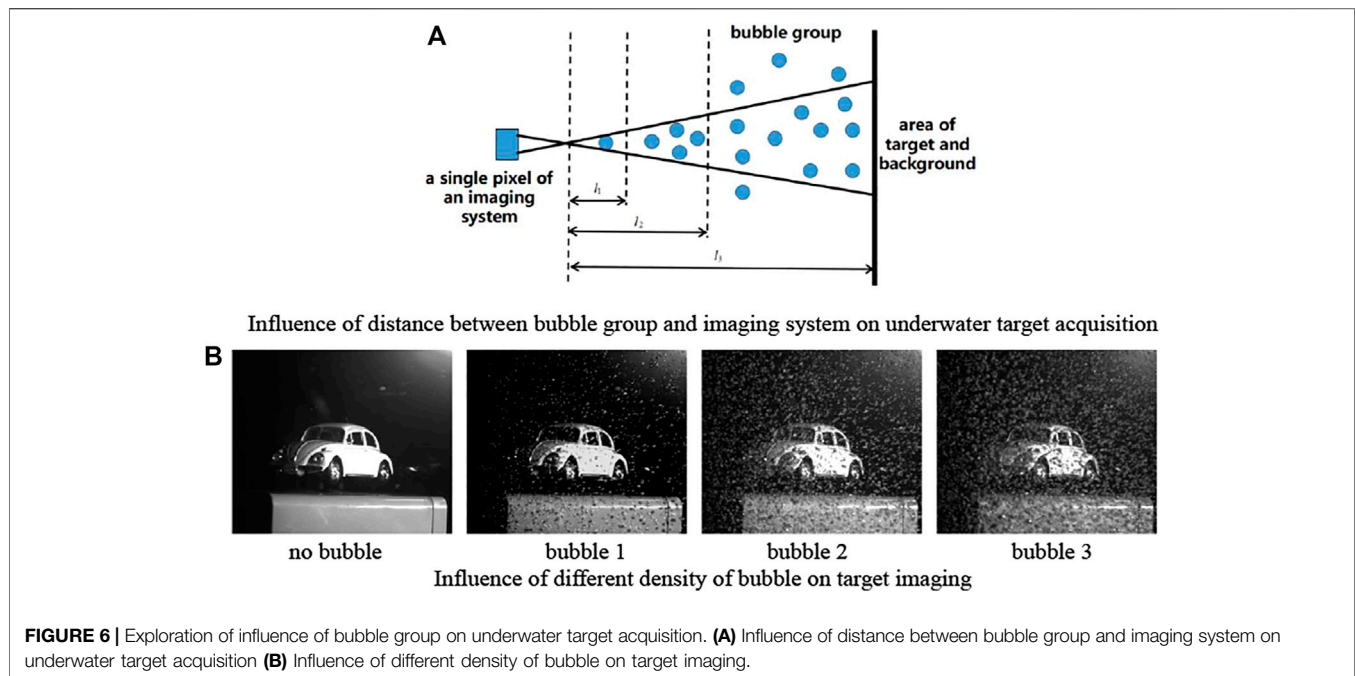 A
bubble group
area of
target and
background
a single pixel of
an imaging
system
l₁
l₂
l₃
Influence of distance between bubble group and imaging system on underwater target acquisition
B
no bubble
bubble 1
bubble 2
bubble 3
Influence of different density of bubble on target imaging
FIGURE 6 | Exploration of influence of bubble group on underwater target acquisition. (A) Influence of distance between bubble group and imaging system on
underwater target acquisition (B) Influence of different density of bubble on target imaging.